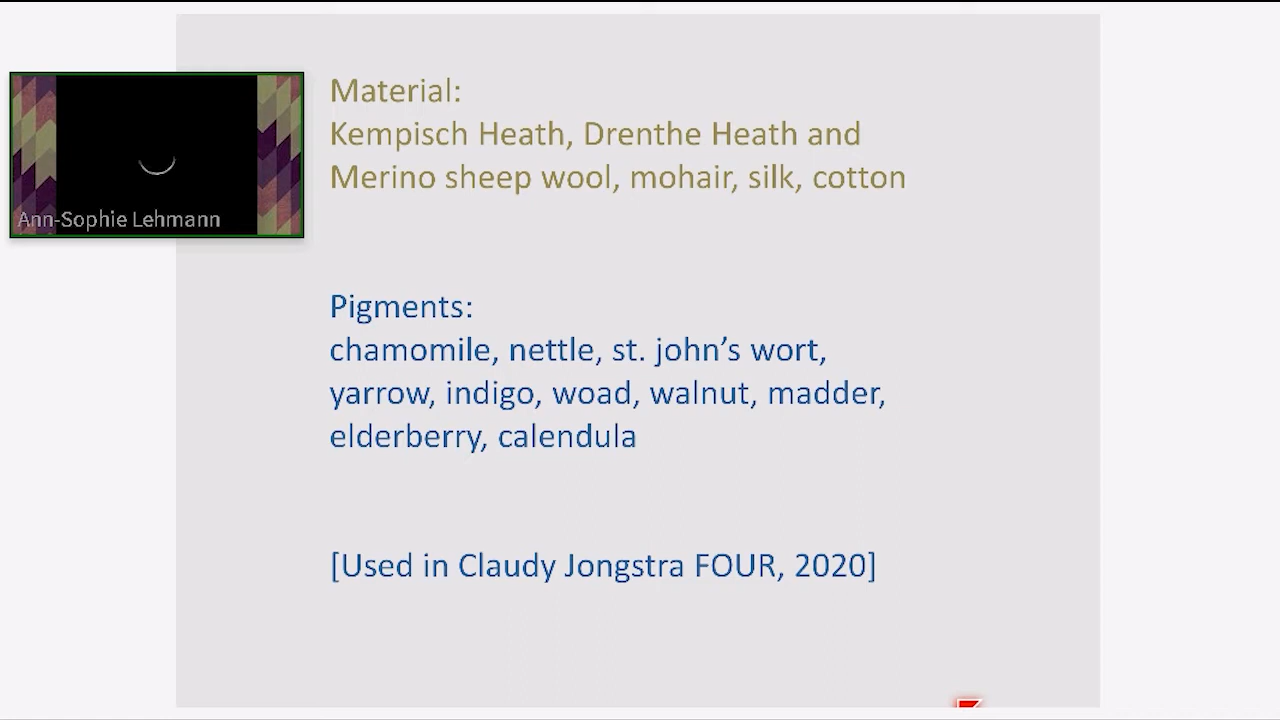 Material:
Kempisch Heath, Drenthe Heath and
Merino sheep wool, mohair, silk, cotton
Ann-Sophie Lehmann
Pigments:
chamomile, nettle, st. john’s wort,
yarrow, indigo, woad, walnut, madder,
elderberry, calendula
[Used in Claudy Jongstra FOUR, 2020]